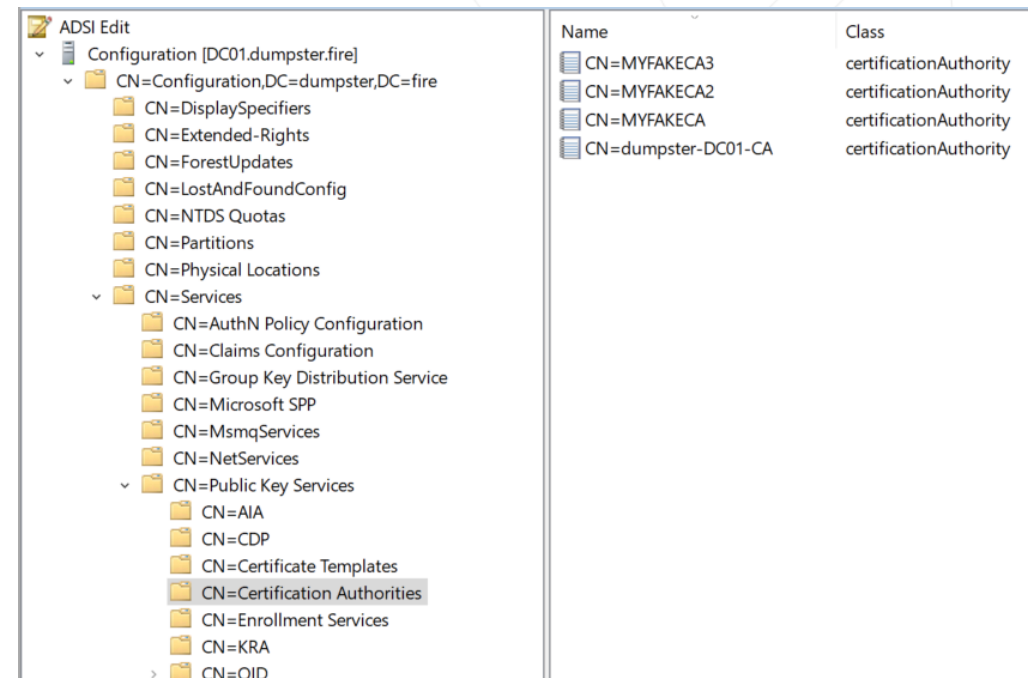 ADSI Edit
Configuration [DC01.dumpster.fire]
CN=Configuration,DC=dumpster,DC=fire
CN=DisplaySpecifiers
CN=Extended-Rights
CN=ForestUpdates
CN=LostAndFoundConfig
CN=NTDS Quotas
CN=Partitions
CN=Physical Locations
CN=Services
CN=AuthN Policy Configuration
CN=Claims Configuration
CN=Group Key Distribution Service
CN=Microsoft SPP
CN=MsmqServices
CN=NetServices
CN=Public Key Services
CN=AIA
CN=CDP
CN=Certificate Templates
CN=Certification Authorities
CN=Enrollment Services
CN=KRA
CN=OID
Name Class
CN=MYFAKECA3 certificationAuthority
CN=MYFAKECA2 certificationAuthority
CN=MYFAKECA certificationAuthority
CN=dumpster-DC01-CA certificationAuthority